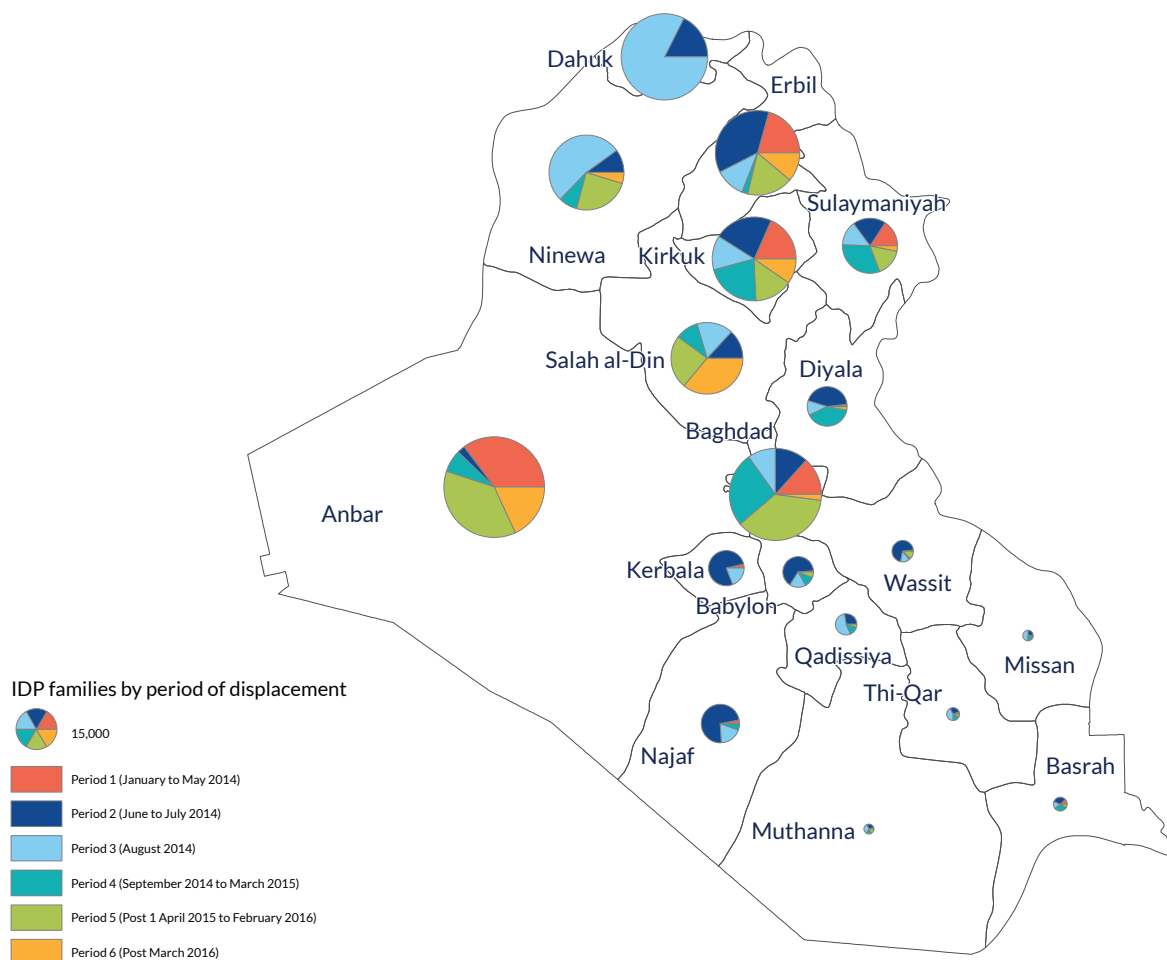 Dahuk
Erbil
Sulaymaniyah
Ninewa
Kirkuk
Salah al-Din
Diyala
Baghdad
Anbar
Kerbala
Babylon
Wassit
Qadissiya
Missan
Thi-Qar
Najaf
Basrah
Muthanna
IDP families by period of displacement
15,000
Period 1 (January to May 2014)
Period 2 (June to July 2014)
Period 3 (August 2014)
Period 4 (September 2014 to March 2015)
Period 5 (Post 1 April 2015 to February 2016)
Period 6 (Post March 2016)